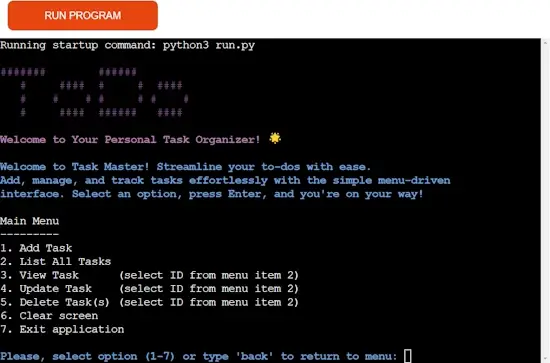 RUN PROGRAM
Running startup command: python3 run.py
ToDo
Welcome to Your Personal Task Organizer! 🌟
Welcome to Task Master! Streamline your to-dos with ease.
Add, manage, and track tasks effortlessly with the simple menu-driven
interface. Select an option, press Enter, and you're on your way!
Main Menu
---------
1. Add Task
2. List All Tasks
3. View Task (select ID from menu item 2)
4. Update Task (select ID from menu item 2)
5. Delete Task(s) (select ID from menu item 2)
6. Clear screen
7. Exit application
Please, select option (1-7) or type 'back' to return to menu: